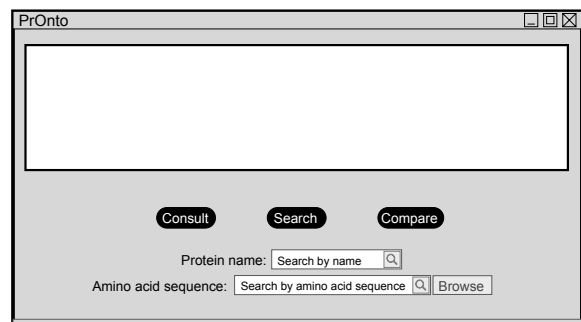 PrOnto
Consult Search Compare
Protein name: Search by name
Amino acid sequence: Search by amino acid sequence Browse